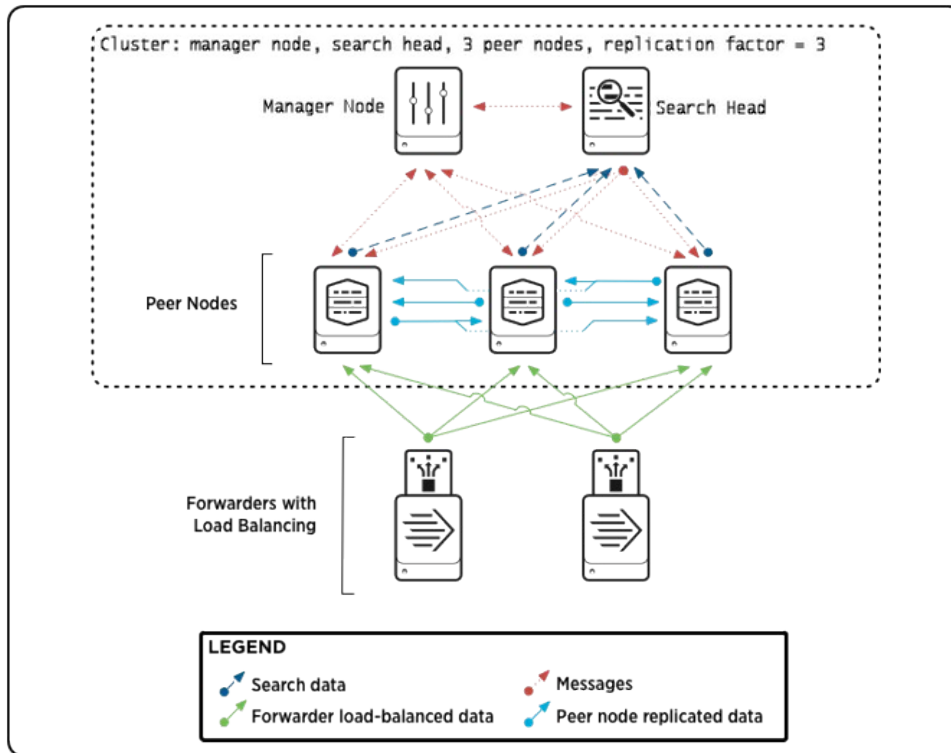 Cluster: manager node, search head, 3 peer nodes, replication factor = 3
Manager Node
Search Head
Peer Nodes
Forwarders with
Load Balancing
LEGEND
Search data
Messages
Forwarder load-balanced data
Peer node replicated data